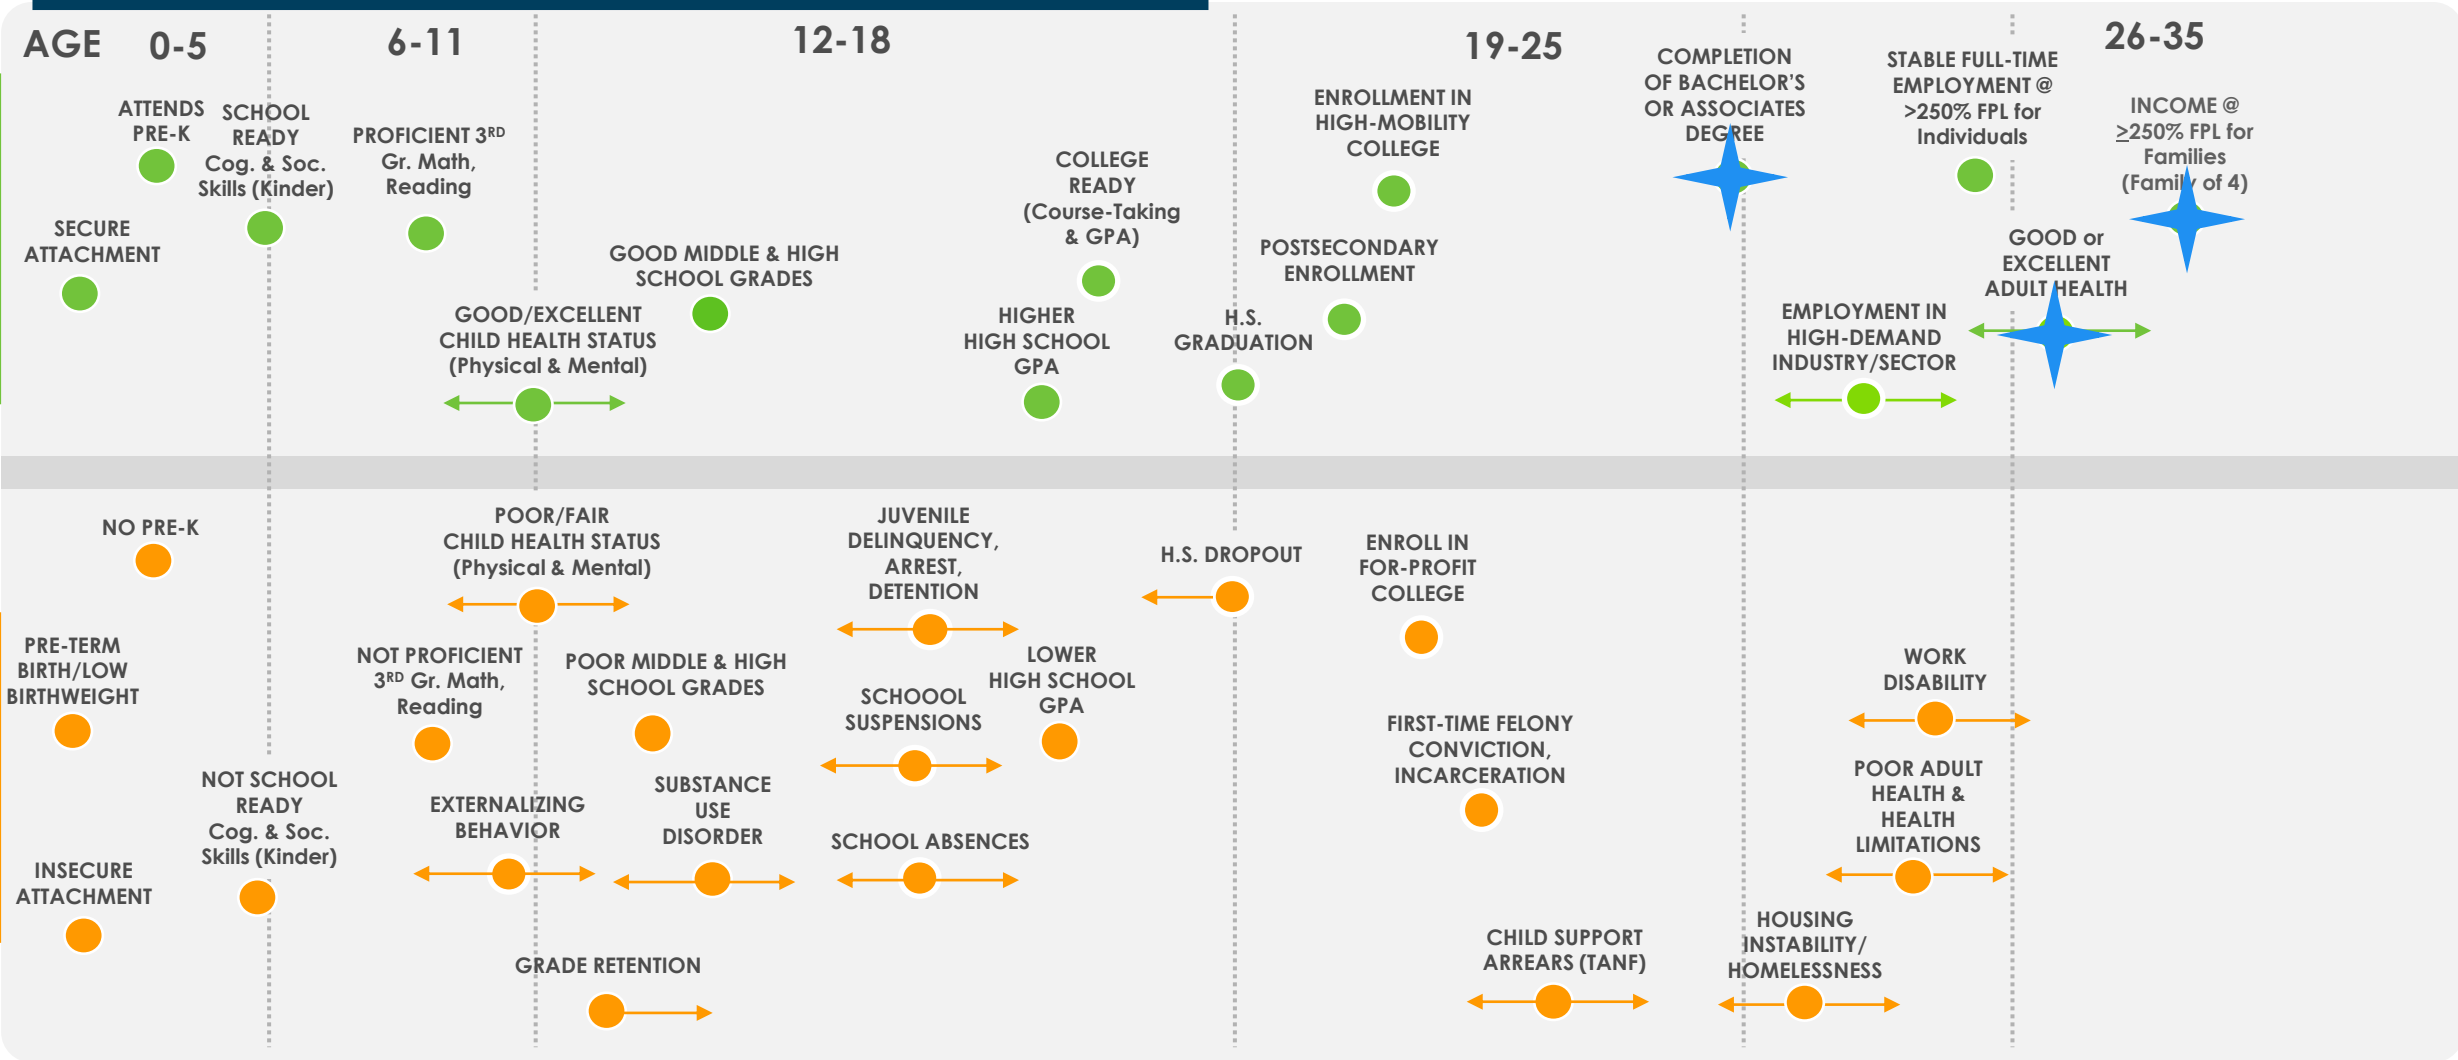 AGE
0-5
6-11
12-18
19-25
26-35
ATTENDS
PRE-K
SCHOOL
READY
Cog. & Soc.
Skills (Kinder)
SECURE
ATTACHMENT
PROFICIENT 3RD
Gr. Math,
Reading
GOOD/EXCELLENT
CHILD HEALTH STATUS
(Physical & Mental)
GOOD MIDDLE & HIGH
SCHOOL GRADES
COLLEGE
READY
(Course-Taking
& GPA)
HIGHER
HIGH SCHOOL
GPA
H.S.
GRADUATION
ENROLLMENT IN
HIGH-MOBILITY
COLLEGE
POSTSECONDARY
ENROLLMENT
COMPLETION
OF BACHELOR'S
OR ASSOCIATES
DEGREE
STABLE FULL-TIME
EMPLOYMENT @
>250% FPL for
Individuals
INCOME @
≥250% FPL for
Families
(Family of 4)
GOOD or
EXCELLENT
ADULT HEALTH
EMPLOYMENT IN
HIGH-DEMAND
INDUSTRY/SECTOR
NO PRE-K
PRE-TERM
BIRTH/LOW
BIRTHWEIGHT
INSECURE
ATTACHMENT
NOT SCHOOL
READY
Cog. & Soc.
Skills (Kinder)
POOR/FAIR
CHILD HEALTH STATUS
(Physical & Mental)
NOT PROFICIENT
3RD Gr. Math,
Reading
EXTERNALIZING
BEHAVIOR
GRADE RETENTION
POOR MIDDLE & HIGH
SCHOOL GRADES
SUBSTANCE
USE
DISORDER
JUVENILE
DELINQUENCY,
ARREST,
DETENTION
SCHOOOL
SUSPENSIONS
SCHOOL ABSENCES
LOWER
HIGH SCHOOL
GPA
H.S. DROPOUT
ENROLL IN
FOR-PROFIT
COLLEGE
FIRST-TIME FELONY
CONVICTION,
INCARCERATION
CHILD SUPPORT
ARREARS (TANF)
WORK
DISABILITY
POOR ADULT
HEALTH &
HEALTH
LIMITATIONS
HOUSING
INSTABILITY/
HOMELESSNESS